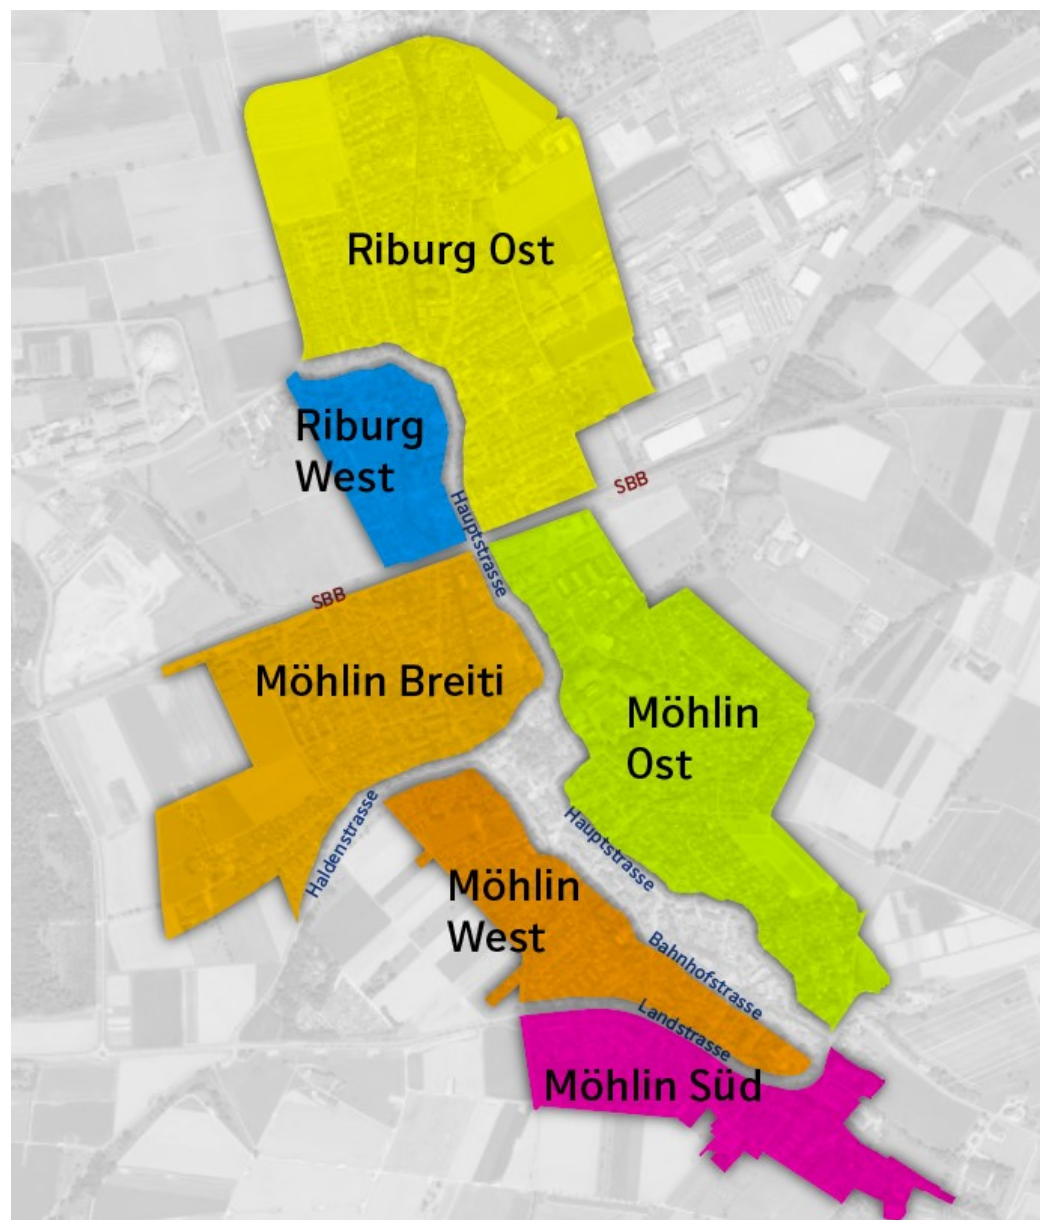 Riburg Ost
Riburg
West
SBB
Hauptstrasse
SBB
Möhlin Breiti
Möhlin
Ost
Haldenstrasse
Hauptstrasse
Möhlin
West
Bahnhofstrasse
Landstrasse
Möhlin Süd